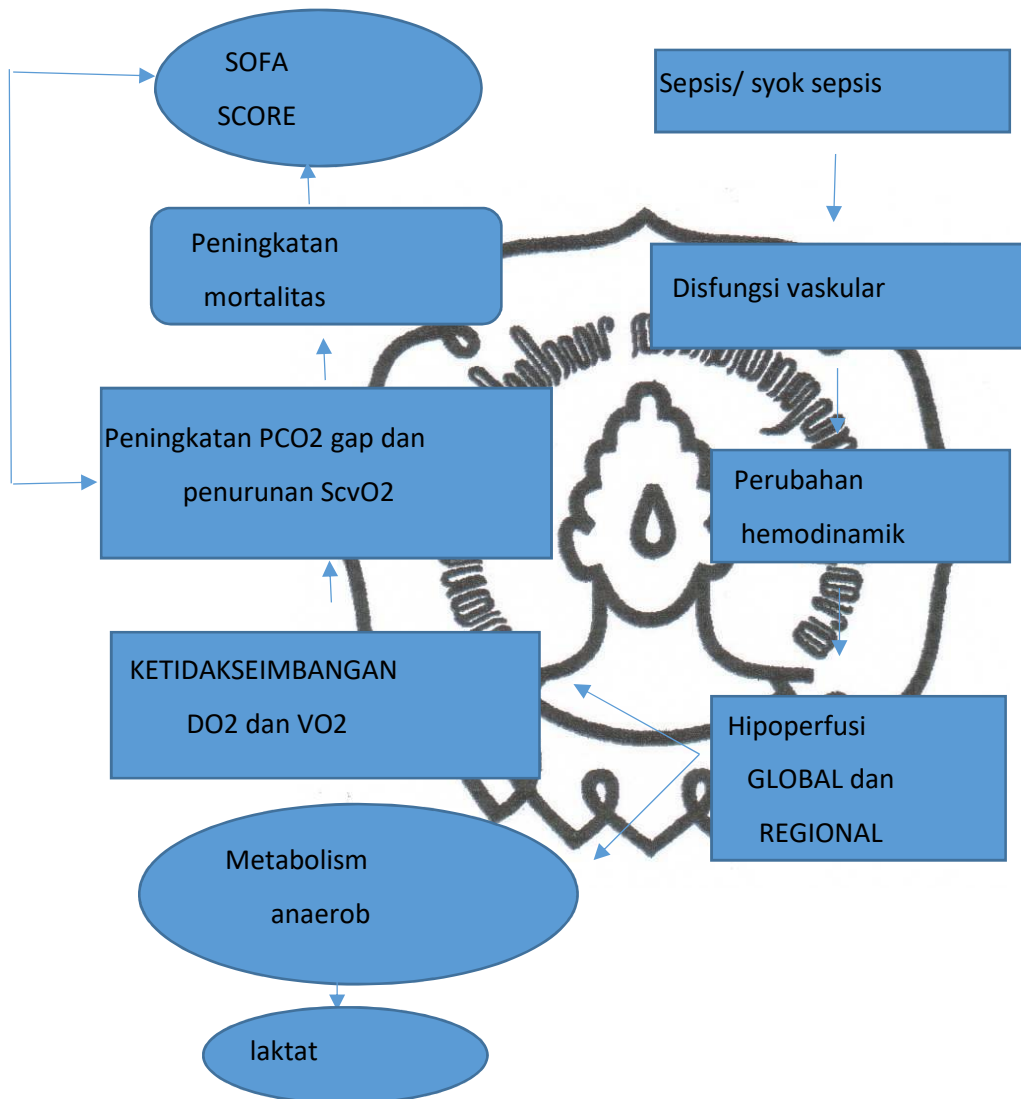 SOFA
SCORE
Sepsis/ syok sepsis
Peningkatan
mortalitas
Disfungsi vaskular
Peningkatan PCO2 gap dan
penurunan ScvO2
Perubahan
hemodinamik
KETIDAKSEIMBANGAN
DO2 dan VO2
Hipoperfusi
GLOBAL dan
REGIONAL
Metabolism
anaerob
laktat